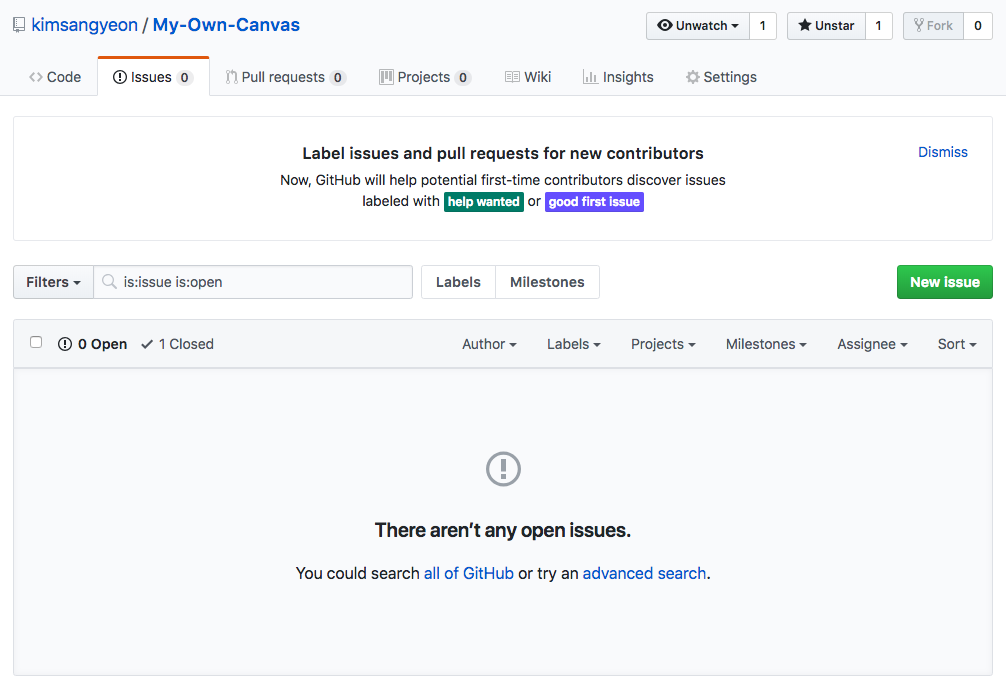 kimsangyeon / My-Own-Canvas Unwatch 1 Unstar 1 Fork 0
Code Issues 0 Pull requests 0 Projects 0 Wiki Insights Settings
Label issues and pull requests for new contributors Dismiss
Now, GitHub will help potential first-time contributors discover issues
labeled with help wanted or good first issue
Filters is:issue is:open Labels Milestones New issue
0 Open 1 Closed Author Labels Projects Milestones Assignee Sort
There aren’t any open issues.
You could search all of GitHub or try an advanced search.